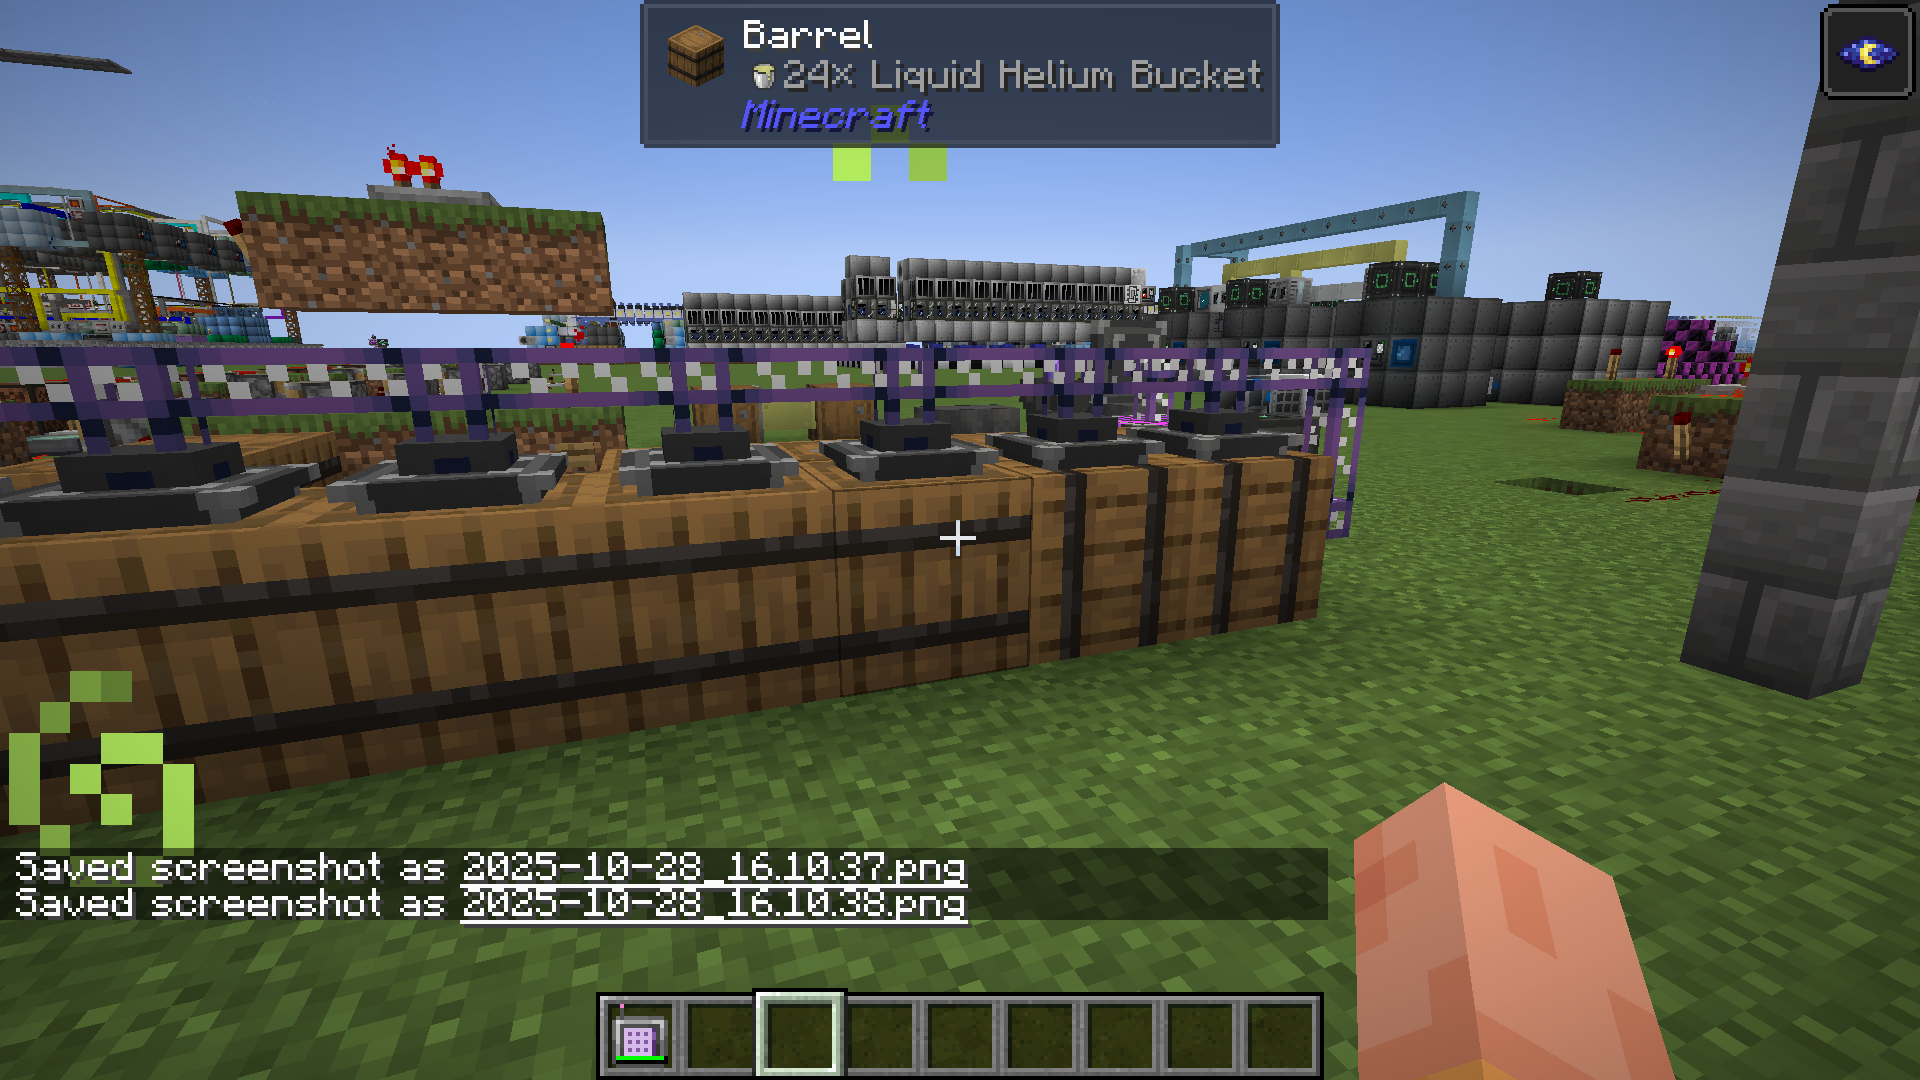 Barrel
24× Liquid Helium Bucket
Minecraft
Saved screenshot as 2025-10-28_16.10.37.png
Saved screenshot as 2025-10-28_16.10.38.png